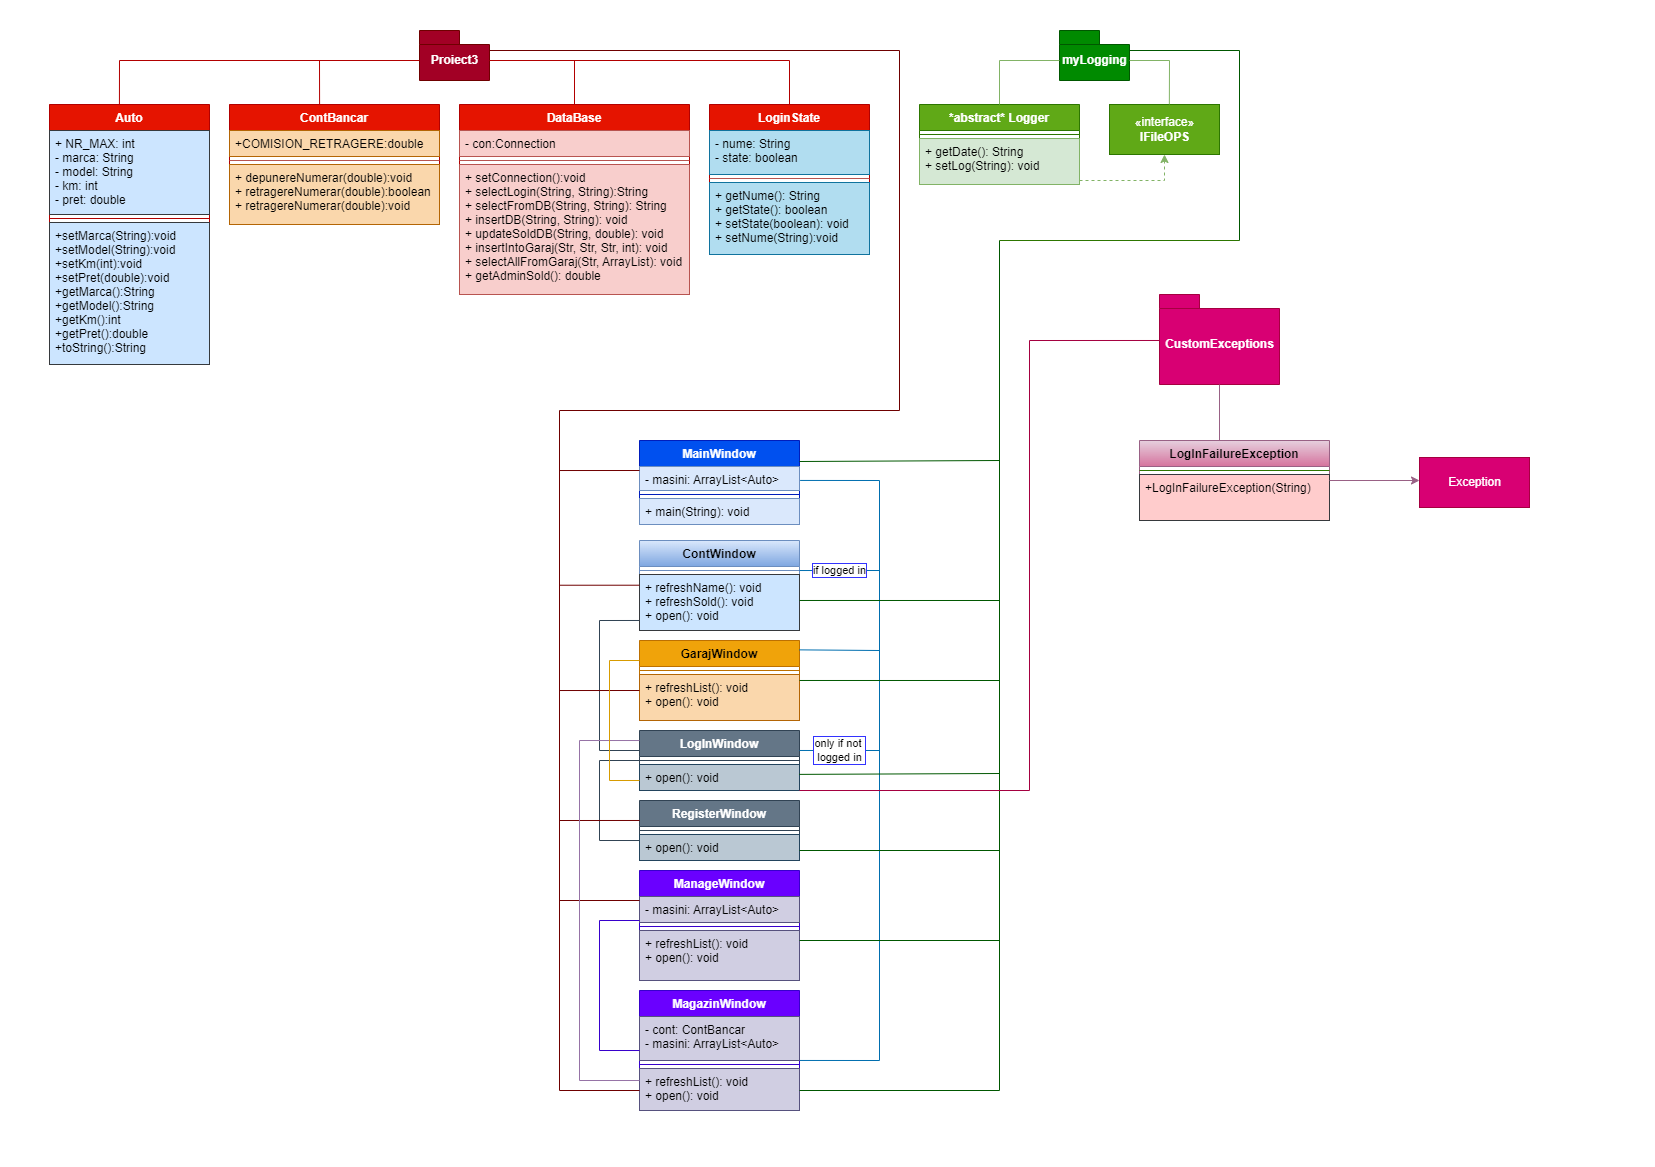 Proiect3
myLogging
Auto
+ NR_MAX: int
- marca: String
- model: String
- km: int
- pret: double
+setMarca(String):void
+setModel(String):void
+setKm(int):void
+setPret(double):void
+getMarca():String
+getModel():String
+getKm():int
+getPret():double
+toString():String
ContBancar
+COMISION_RETRAGERE:double
+ depunereNumerar(double):void
+ retragereNumerar(double):boolean
+ retragereNumerar(double):void
DataBase
- con:Connection
+ setConnection():void
+ selectLogin(String, String):String
+ selectFromDB(String, String): String
+ insertDB(String, String): void
+ updateSoldDB(String, double): void
+ insertIntoGaraj(Str, Str, Str, int): void
+ selectAllFromGaraj(Str, ArrayList): void
+ getAdminSold(): double
LoginState
- nume: String
- state: boolean
+ getNume(): String
+ getState(): boolean
+ setState(boolean): void
+ setNume(String):void
*abstract* Logger
+ getDate(): String
+ setLog(String): void
«interface»
IFileOPS
CustomExceptions
LogInFailureException
+LogInFailureException(String)
Exception
MainWindow
- masini: ArrayList<Auto>
+ main(String): void
ContWindow
+ refreshName(): void
+ refreshSold(): void
+ open(): void
if logged in
GarajWindow
+ refreshList(): void
+ open(): void
LogInWindow
+ open(): void
only if not
logged in
RegisterWindow
+ open(): void
ManageWindow
- masini: ArrayList<Auto>
+ refreshList(): void
+ open(): void
MagazinWindow
- cont: ContBancar
- masini: ArrayList<Auto>
+ refreshList(): void
+ open(): void